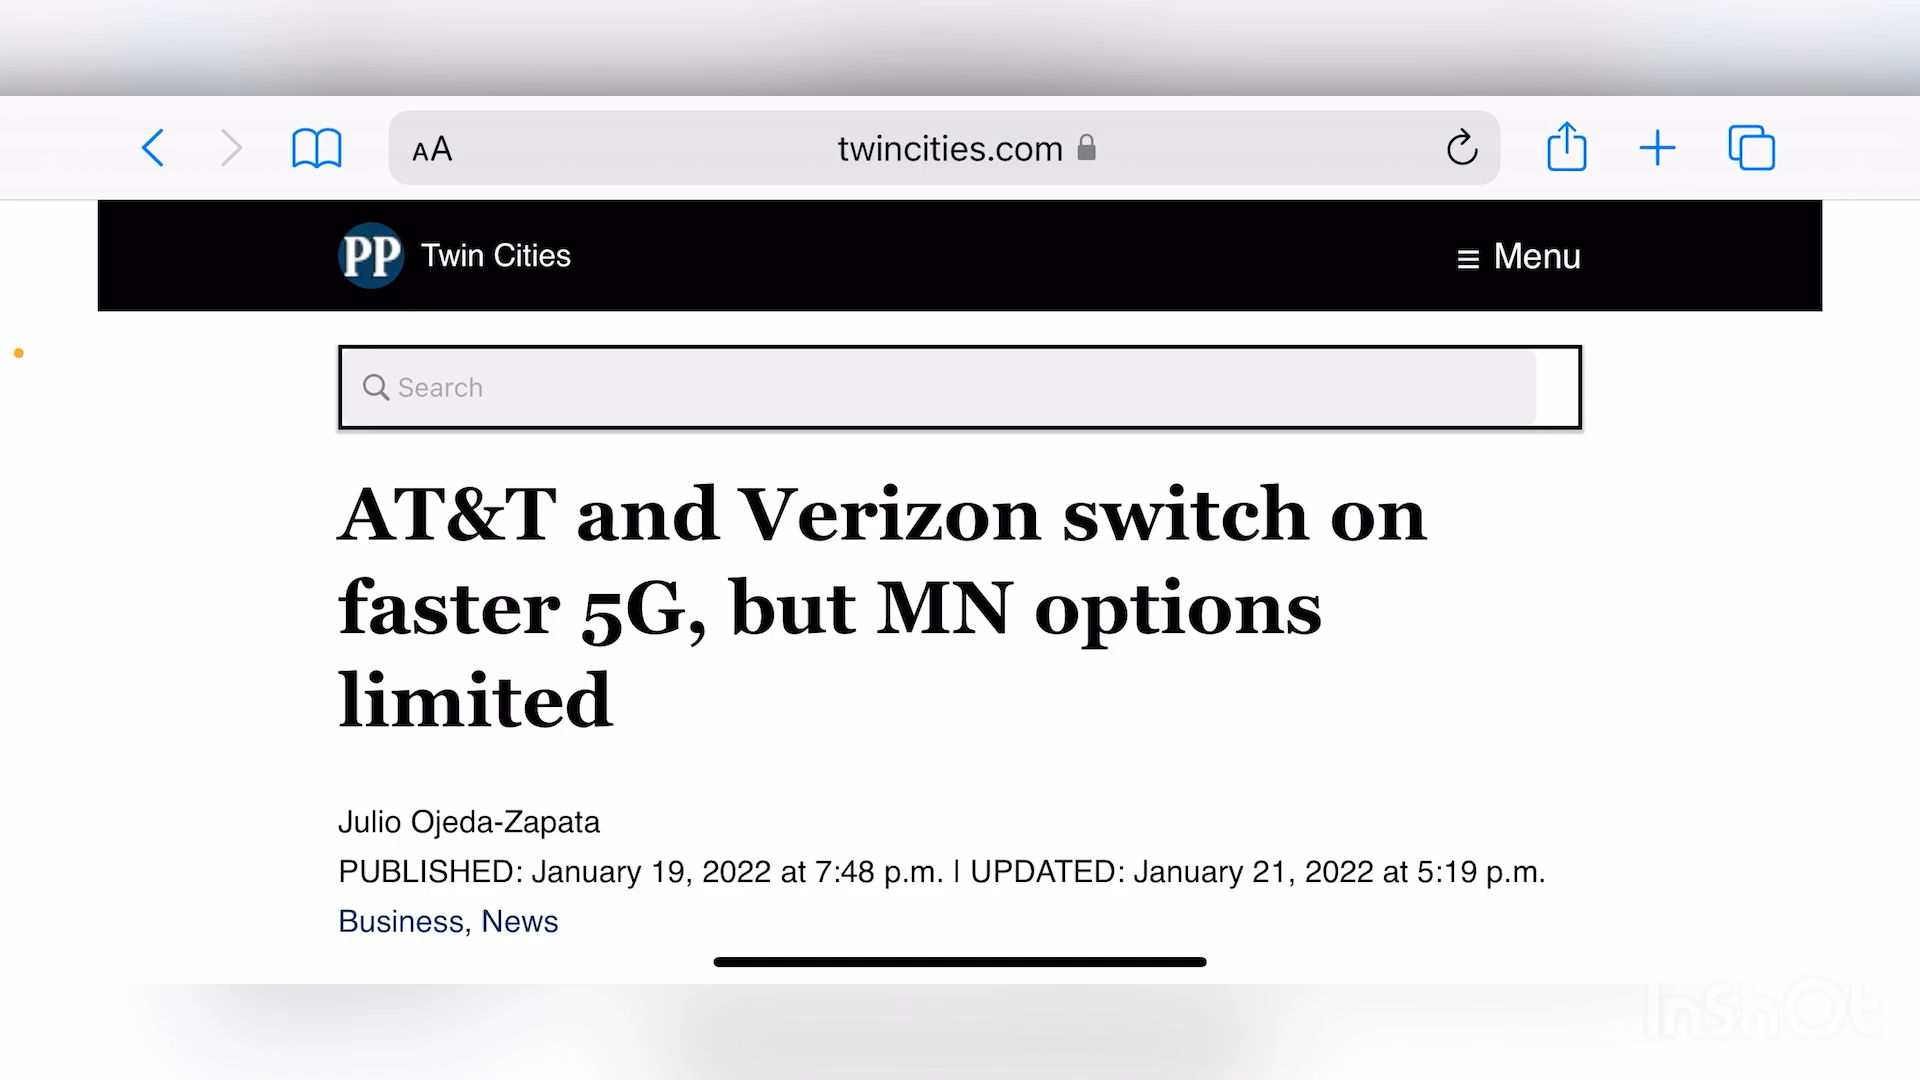 AA twincities.com
PP Twin Cities Menu
Search
AT&T and Verizon switch on
faster 5G, but MN options
limited
Julio Ojeda-Zapata
PUBLISHED: January 19, 2022 at 7:48 p.m. | UPDATED: January 21, 2022 at 5:19 p.m.
Business, News
InShOt